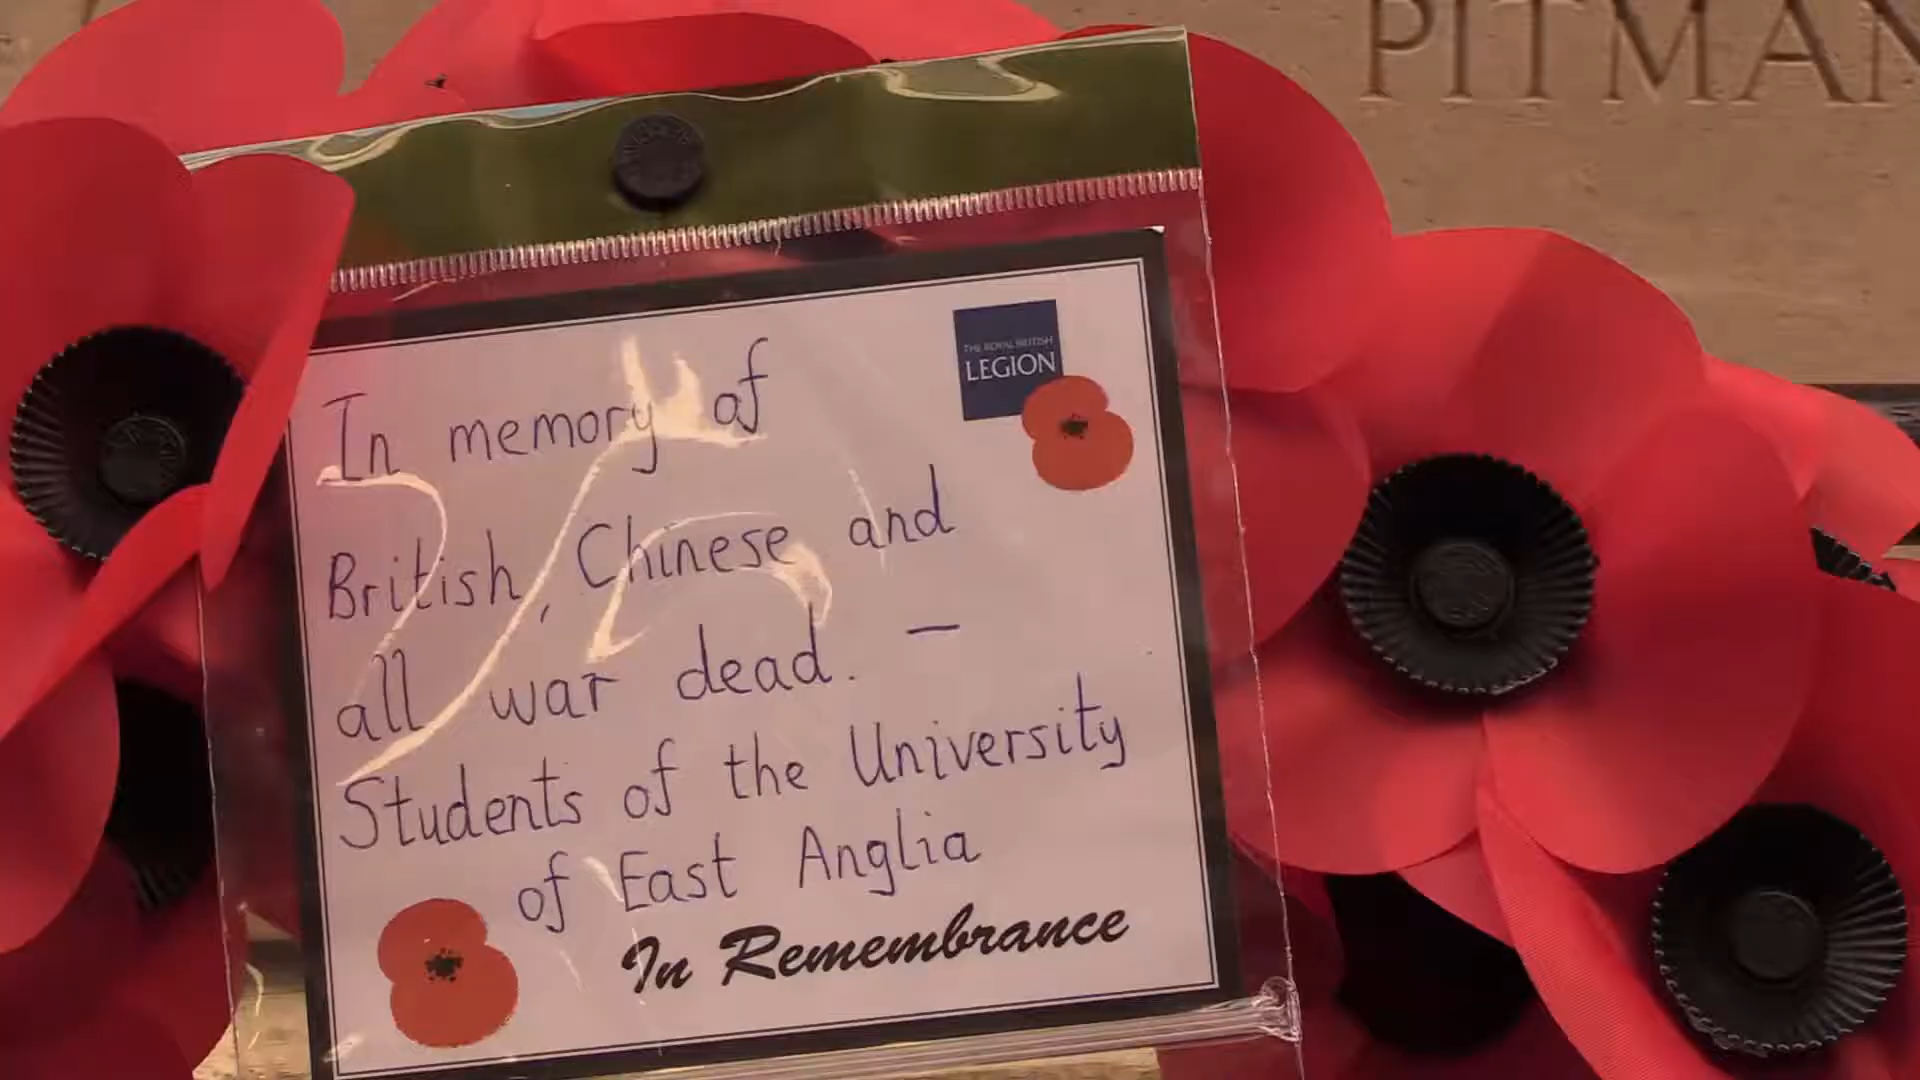 PITMAN
THE ROYAL BRITISH
LEGION
In memory of
British, Chinese and
all war dead. –
Students of the University
of East Anglia
In Remembrance